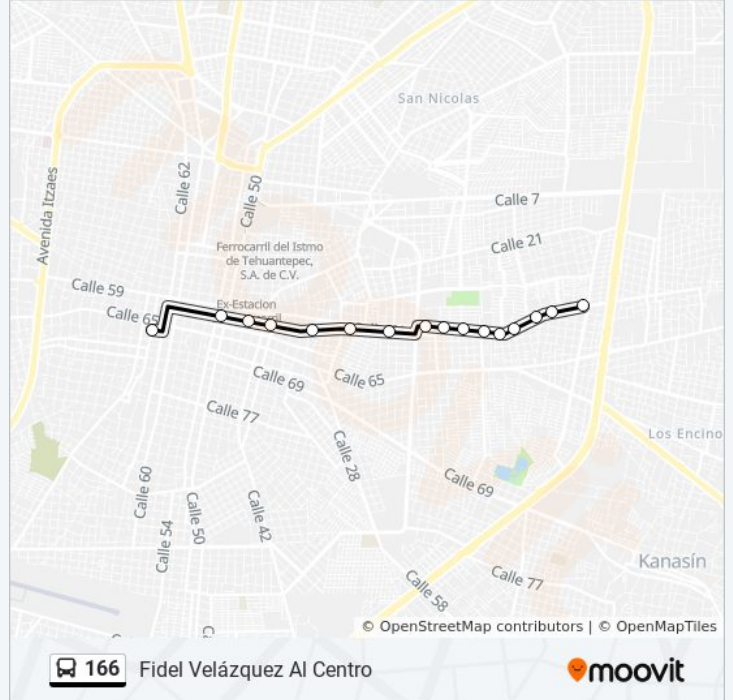 San Nicolas
Calle 62
Calle 50
Avenida Itzaes
Calle 7
Calle 21
Ferrocarril del Istmo
de Tehuantepec,
S.A. de C.V.
Calle 59
Ex-Estacion
Calle 65
Calle 69
Calle 65
Calle 77
Calle 28
Los Encino
Calle 60
Calle 50
Calle 42
Calle 69
Calle 54
Kanasín
Calle 77
Calle 58
© OpenStreetMap contributors | © OpenMapTiles
166 Fidel Velázquez Al Centro
moovit